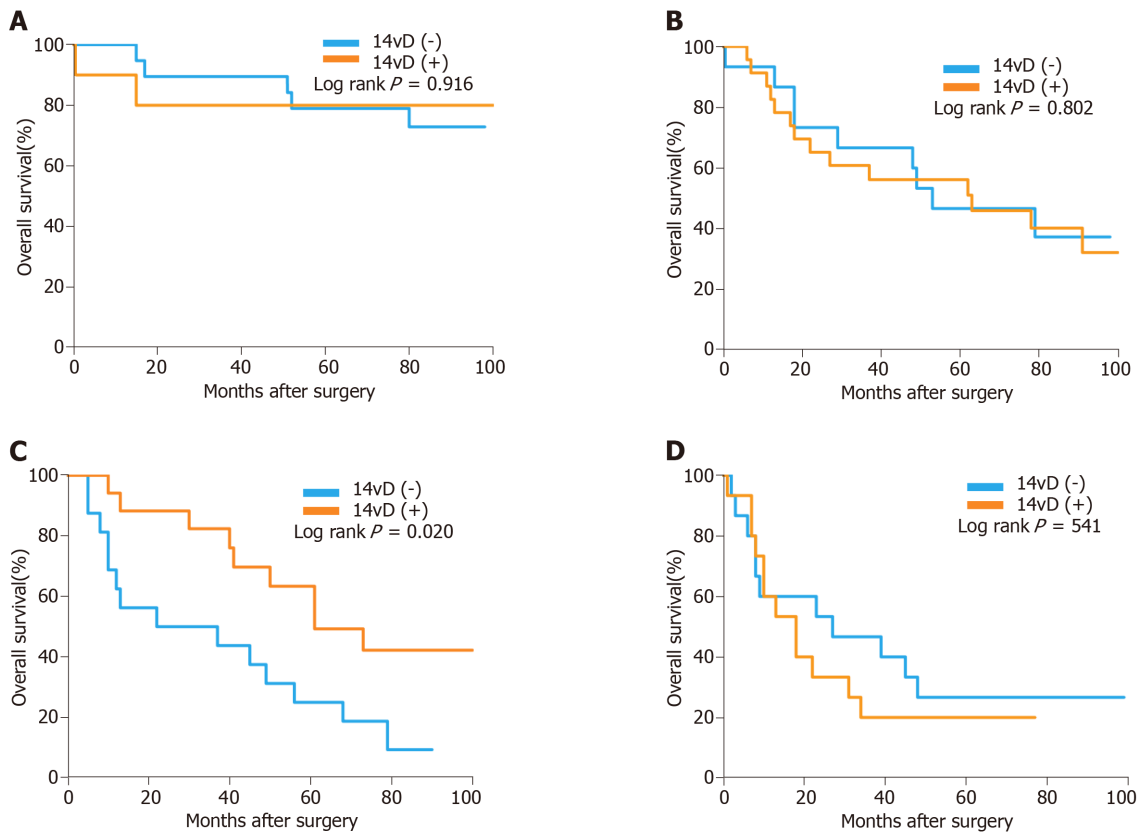 A
14vD (-)
14vD (+)
Log rank P = 0.916
100
80
60
40
20
0
Overall survival(%)
0 20 40 60 80 100
Months after surgery
B
14vD (-)
14vD (+)
Log rank P = 0.802
100
80
60
40
20
0
Overall survival(%)
0 20 40 60 80 100
Months after surgery
C
14vD (-)
14vD (+)
Log rank P = 0.020
100
80
60
40
20
0
Overall survival(%)
0 20 40 60 80 100
Months after surgery
D
14vD (-)
14vD (+)
Log rank P = 541
100
80
60
40
20
0
Overall survival(%)
0 20 40 60 80 100
Months after surgery